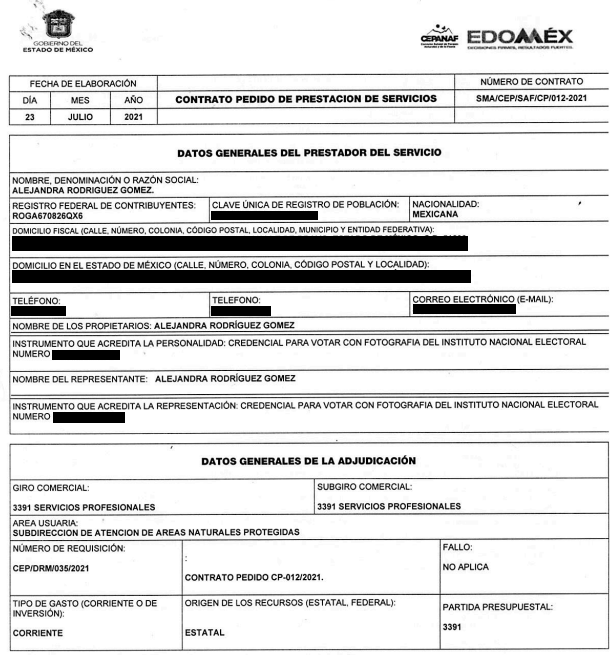 GOBIERNO DEL
ESTADO DE MÉXICO
CEPANAF
EDOMÉX
DECISIONES FIRMES, RESULTADOS FUERTES.
FECHA DE ELABORACIÓN
NÚMERO DE CONTRATO
DÍA MES AÑO
CONTRATO PEDIDO DE PRESTACION DE SERVICIOS
SMA/CEP/SAF/CP/012-2021
23 JULIO 2021
DATOS GENERALES DEL PRESTADOR DEL SERVICIO
NOMBRE, DENOMINACIÓN O RAZÓN SOCIAL:
ALEJANDRA RODRIGUEZ GOMEZ.
REGISTRO FEDERAL DE CONTRIBUYENTES: CLAVE ÚNICA DE REGISTRO DE POBLACIÓN: NACIONALIDAD:
ROGA670826QX6 MEXICANA
DOMICILIO FISCAL (CALLE, NÚMERO, COLONIA, CÓDIGO POSTAL, LOCALIDAD, MUNICIPIO Y ENTIDAD FEDERATIVA):
DOMICILIO EN EL ESTADO DE MÉXICO (CALLE, NÚMERO, COLONIA, CÓDIGO POSTAL Y LOCALIDAD):
TELÉFONO: TELEFONO: CORREO ELECTRÓNICO (E-MAIL):
NOMBRE DE LOS PROPIETARIOS: ALEJANDRA RODRÍGUEZ GOMEZ
INSTRUMENTO QUE ACREDITA LA PERSONALIDAD: CREDENCIAL PARA VOTAR CON FOTOGRAFIA DEL INSTITUTO NACIONAL ELECTORAL
NUMERO
NOMBRE DEL REPRESENTANTE: ALEJANDRA RODRÍGUEZ GOMEZ
INSTRUMENTO QUE ACREDITA LA REPRESENTACIÓN: CREDENCIAL PARA VOTAR CON FOTOGRAFIA DEL INSTITUTO NACIONAL ELECTORAL
NUMERO
DATOS GENERALES DE LA ADJUDICACIÓN
GIRO COMERCIAL: SUBGIRO COMERCIAL:
3391 SERVICIOS PROFESIONALES 3391 SERVICIOS PROFESIONALES
AREA USUARIA:
SUBDIRECCION DE ATENCION DE AREAS NATURALES PROTEGIDAS
NÚMERO DE REQUISICIÓN: : FALLO:
CEP/DRM/035/2021 CONTRATO PEDIDO CP-012/2021. NO APLICA
TIPO DE GASTO (CORRIENTE O DE ORIGEN DE LOS RECURSOS (ESTATAL, FEDERAL): PARTIDA PRESUPUESTAL:
INVERSIÓN):
CORRIENTE ESTATAL 3391